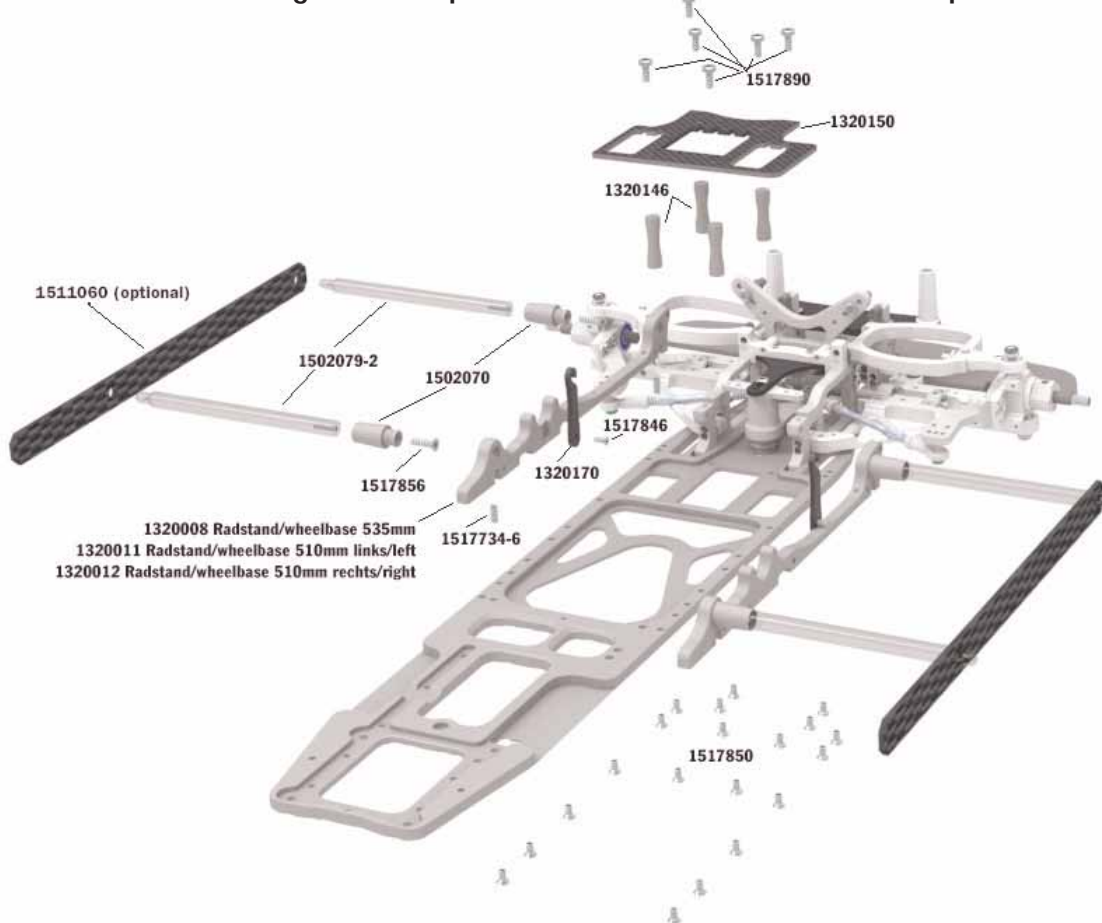 1517890
1320150
1320146
1511060 (optional)
1502079-2
1502070
1517846
1320170
1517856
1320008 Radstand/wheelbase 535mm
1517734-6
1320011 Radstand/wheelbase 510mm links/left
1320012 Radstand/wheelbase 510mm rechts/right
1517850